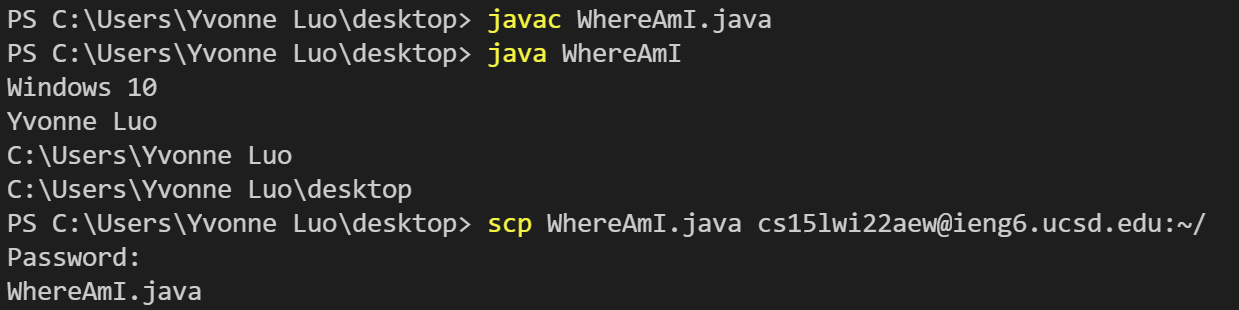 PS C:\Users\Yvonne Luo\desktop> javac WhereAmI.java
PS C:\Users\Yvonne Luo\desktop> java WhereAmI
Windows 10
Yvonne Luo
C:\Users\Yvonne Luo
C:\Users\Yvonne Luo\desktop
PS C:\Users\Yvonne Luo\desktop> scp WhereAmI.java cs15lwi22aew@ieng6.ucsd.edu:~/
Password:
WhereAmI.java